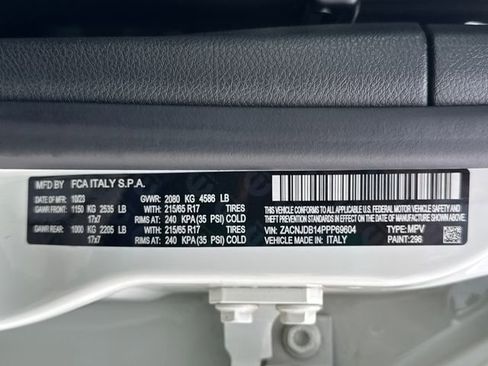 MFD BY FCA ITALY S.P.A.
DATE OF MFR: 10/23 GVWR: 2080 KG 4586 LB
GAWR FRONT: 1150 KG 2535 LB WITH 215/65 R17 TIRES
17x7 RIMS AT: 240 KPA(35 PSI) COLD
GAWR REAR: 1000 KG 2205 LB WITH 215/65 R17 TIRES
17x7 RIMS AT: 240 KPA(35 PSI) COLD
THIS VEHICLE CONFORMS TO ALL APPLICABLE U.S.A. FEDERAL MOTOR VEHICLE SAFETY,
BUMPER, AND THEFT PREVENTION STANDARDS IN EFFECT ON THE DATE OF MANUFACTURE SHOWN ABOVE.
VIN: ZACNJDB14PPP69604 TYPE: MPV
VEHICLE MADE IN: ITALY PAINT: 296